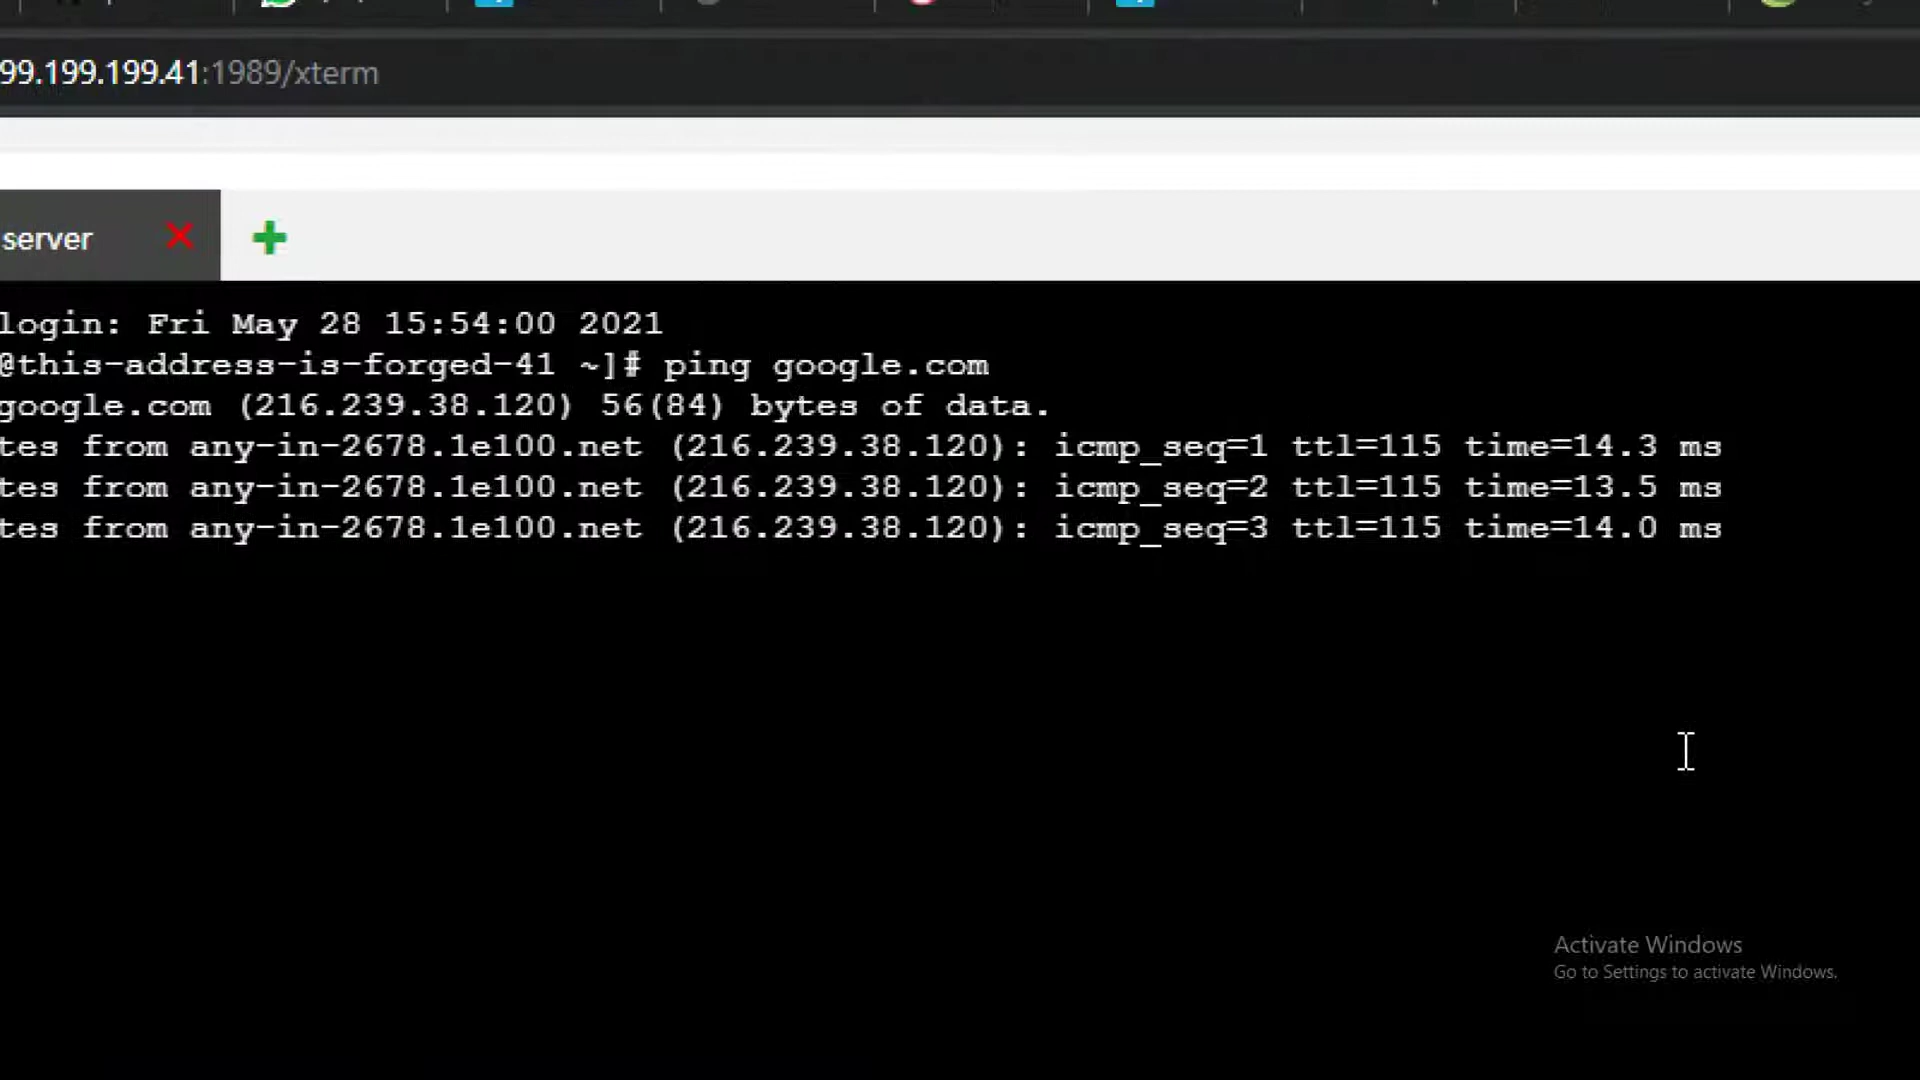 99.199.199.41:1989/xterm
server
login: Fri May 28 15:54:00 2021
@this-address-is-forged-41 ~]# ping google.com
google.com (216.239.38.120) 56(84) bytes of data.
tes from any-in-2678.1e100.net (216.239.38.120): icmp_seq=1 ttl=115 time=14.3 ms
tes from any-in-2678.1e100.net (216.239.38.120): icmp_seq=2 ttl=115 time=13.5 ms
tes from any-in-2678.1e100.net (216.239.38.120): icmp_seq=3 ttl=115 time=14.0 ms
Activate Windows
Go to Settings to activate Windows.